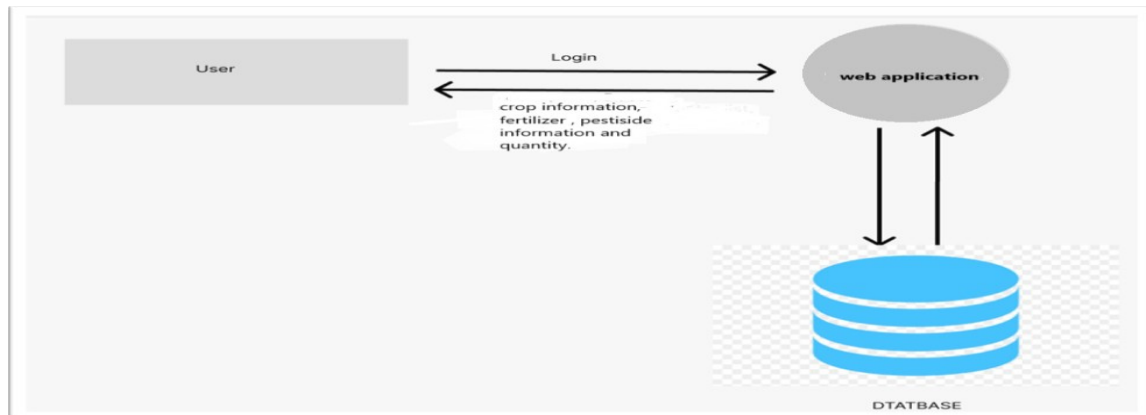 User
Login
web application
crop information,
fertilizer , pestiside
information and
quantity.
DTATBASE